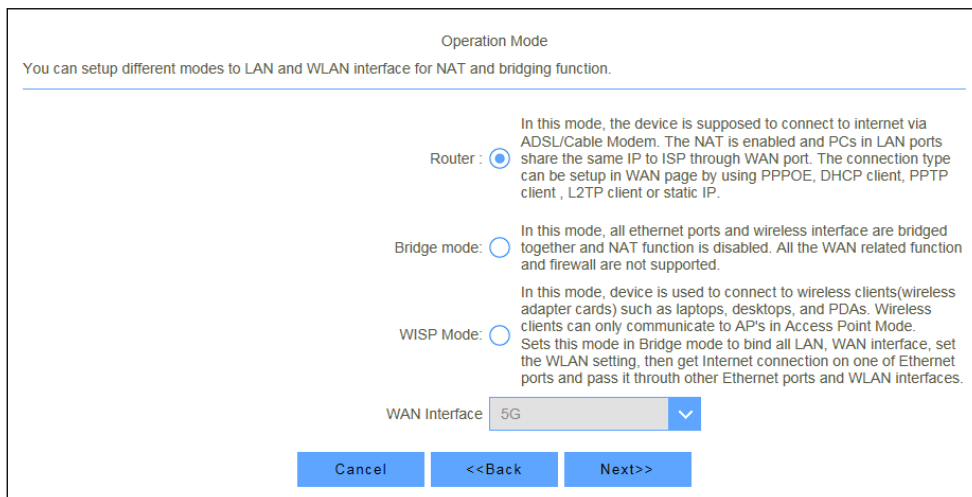 Operation Mode
You can setup different modes to LAN and WLAN interface for NAT and bridging function.
Router :
In this mode, the device is supposed to connect to internet via
ADSL/Cable Modem. The NAT is enabled and PCs in LAN ports
share the same IP to ISP through WAN port. The connection type
can be setup in WAN page by using PPPOE, DHCP client, PPTP
client , L2TP client or static IP.
Bridge mode:
In this mode, all ethernet ports and wireless interface are bridged
together and NAT function is disabled. All the WAN related function
and firewall are not supported.
WISP Mode:
In this mode, device is used to connect to wireless clients(wireless
adapter cards) such as laptops, desktops, and PDAs. Wireless
clients can only communicate to AP's in Access Point Mode.
Sets this mode in Bridge mode to bind all LAN, WAN interface, set
the WLAN setting, then get Internet connection on one of Ethernet
ports and pass it throuth other Ethernet ports and WLAN interfaces.
WAN Interface
5G
Cancel
<<Back
Next>>